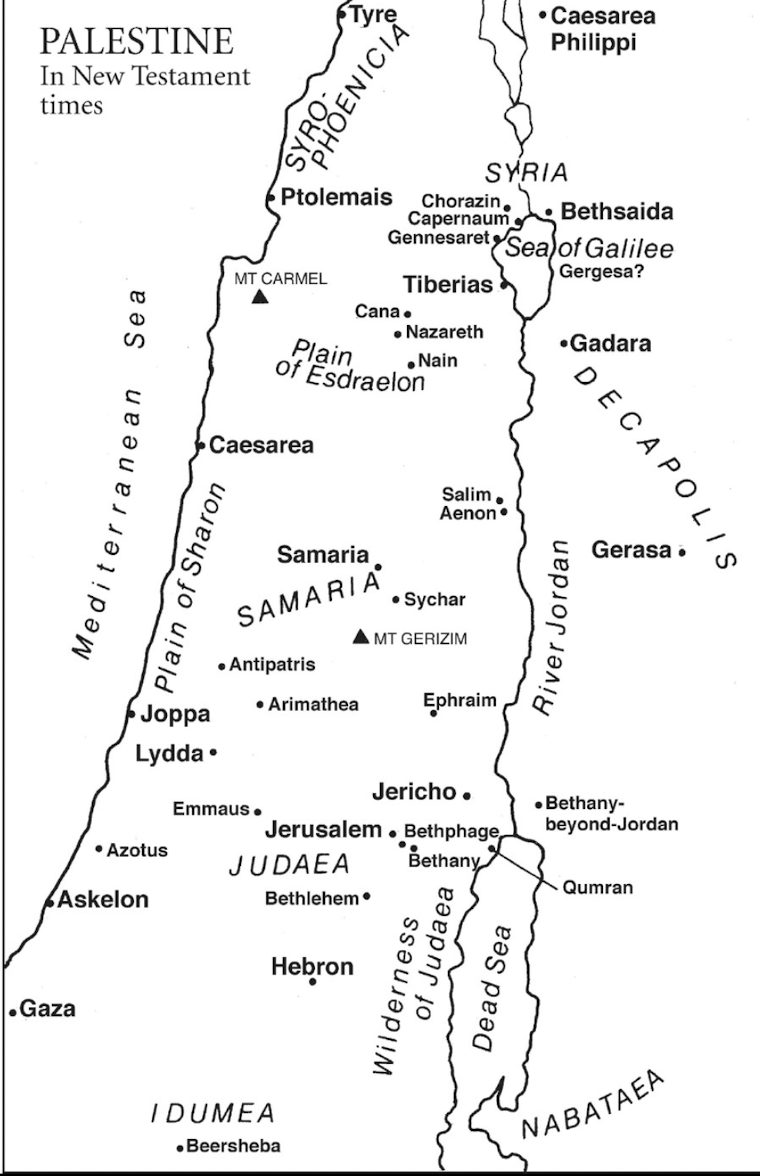 PALESTINE
In New Testament
times
Tyre
Caesarea
Philippi
SYRO-
PHOENICIA
SYRIA
Ptolemais
Chorazin
Capernaum
Bethsaida
Gennesaret
Sea of Galilee
Gergesa?
MT CARMEL
Tiberias
Cana
Nazareth
Gadara
Plain
of Esdraelon
Nain
Mediterranean Sea
DECAPOLIS
Caesarea
Plain of Sharon
Salim
Aenon
Samaria
Gerasa
SAMARIA
Sychar
River Jordan
MT GERIZIM
Antipatris
Arimathea
Ephraim
Joppa
Lydda
Jericho
Emmaus
Bethany-
beyond-Jordan
Jerusalem
Bethphage
Azotus
JUDAEA
Bethany
Qumran
Askelon
Bethlehem
Wilderness
of Judaea
Dead Sea
Hebron
Gaza
IDUMEA
NABATAEA
Beersheba